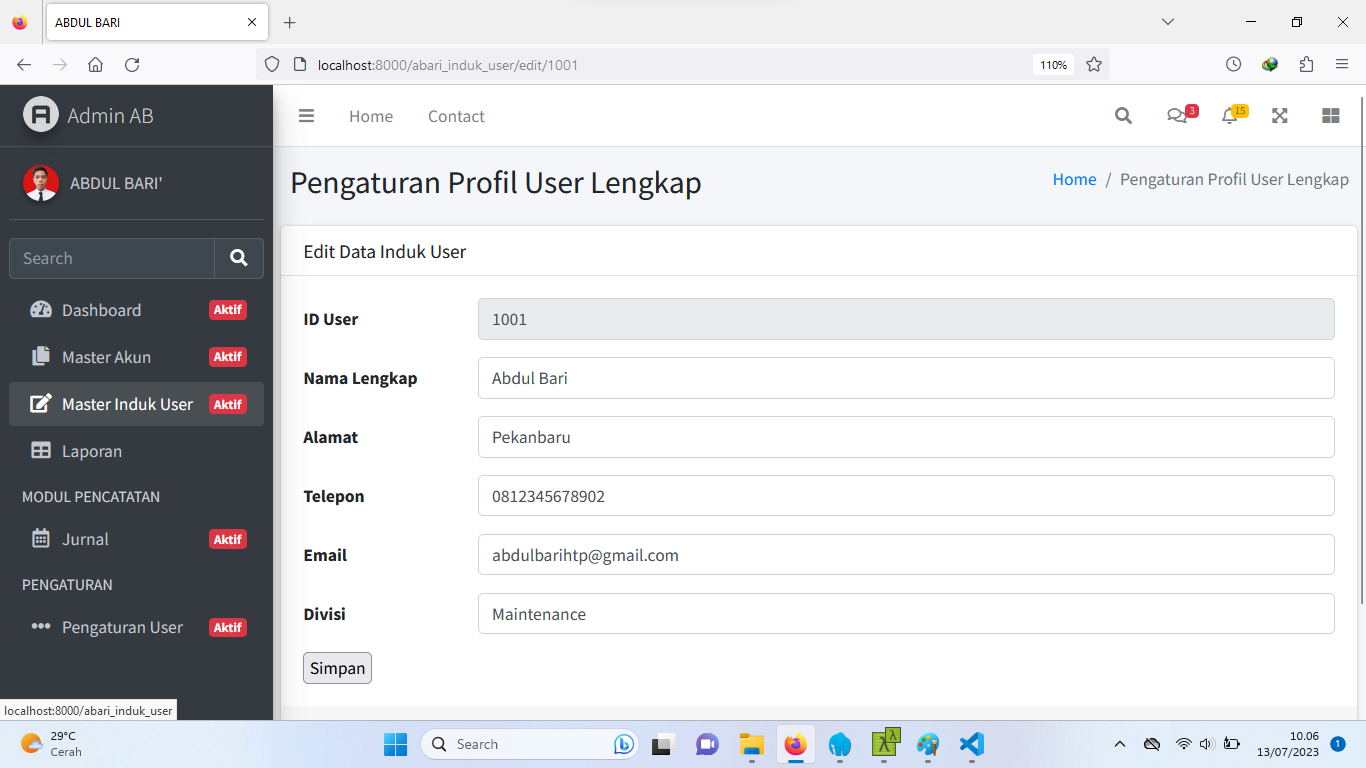 ABDUL BARI
localhost:8000/abari_induk_user/edit/1001
110%
Admin AB
Home
Contact
3
15
ABDUL BARI'
Pengaturan Profil User Lengkap
Home / Pengaturan Profil User Lengkap
Search
Edit Data Induk User
Dashboard Aktif
Master Akun Aktif
Master Induk User Aktif
Laporan
MODUL PENCATATAN
Jurnal Aktif
PENGATURAN
Pengaturan User Aktif
ID User 1001
Nama Lengkap Abdul Bari
Alamat Pekanbaru
Telepon 0812345678902
Email abdulbarihtp@gmail.com
Divisi Maintenance
Simpan
localhost:8000/abari_induk_user
29°C
Cerah
Search
10.06
13/07/2023
1